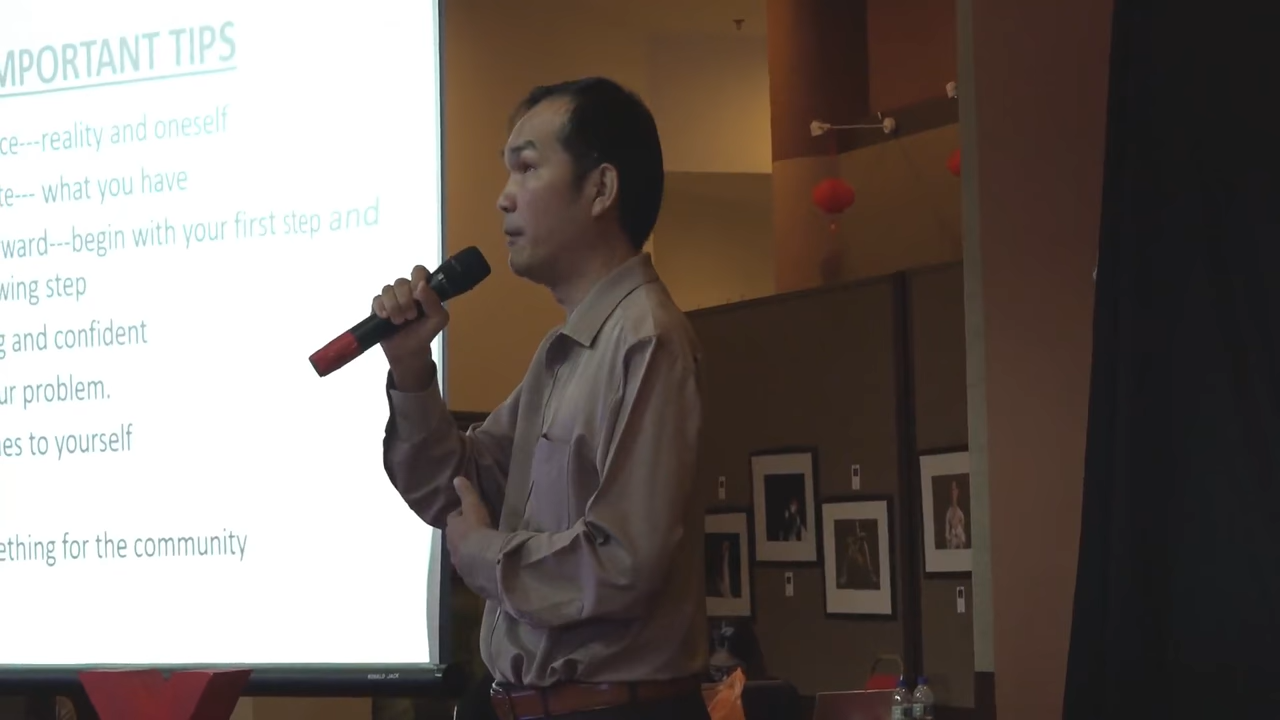 MPORTANT TIPS
ce---reality and oneself
te--- what you have
ward---begin with your first step and
wing step
g and confident
ur problem.
nes to yourself
ething for the community